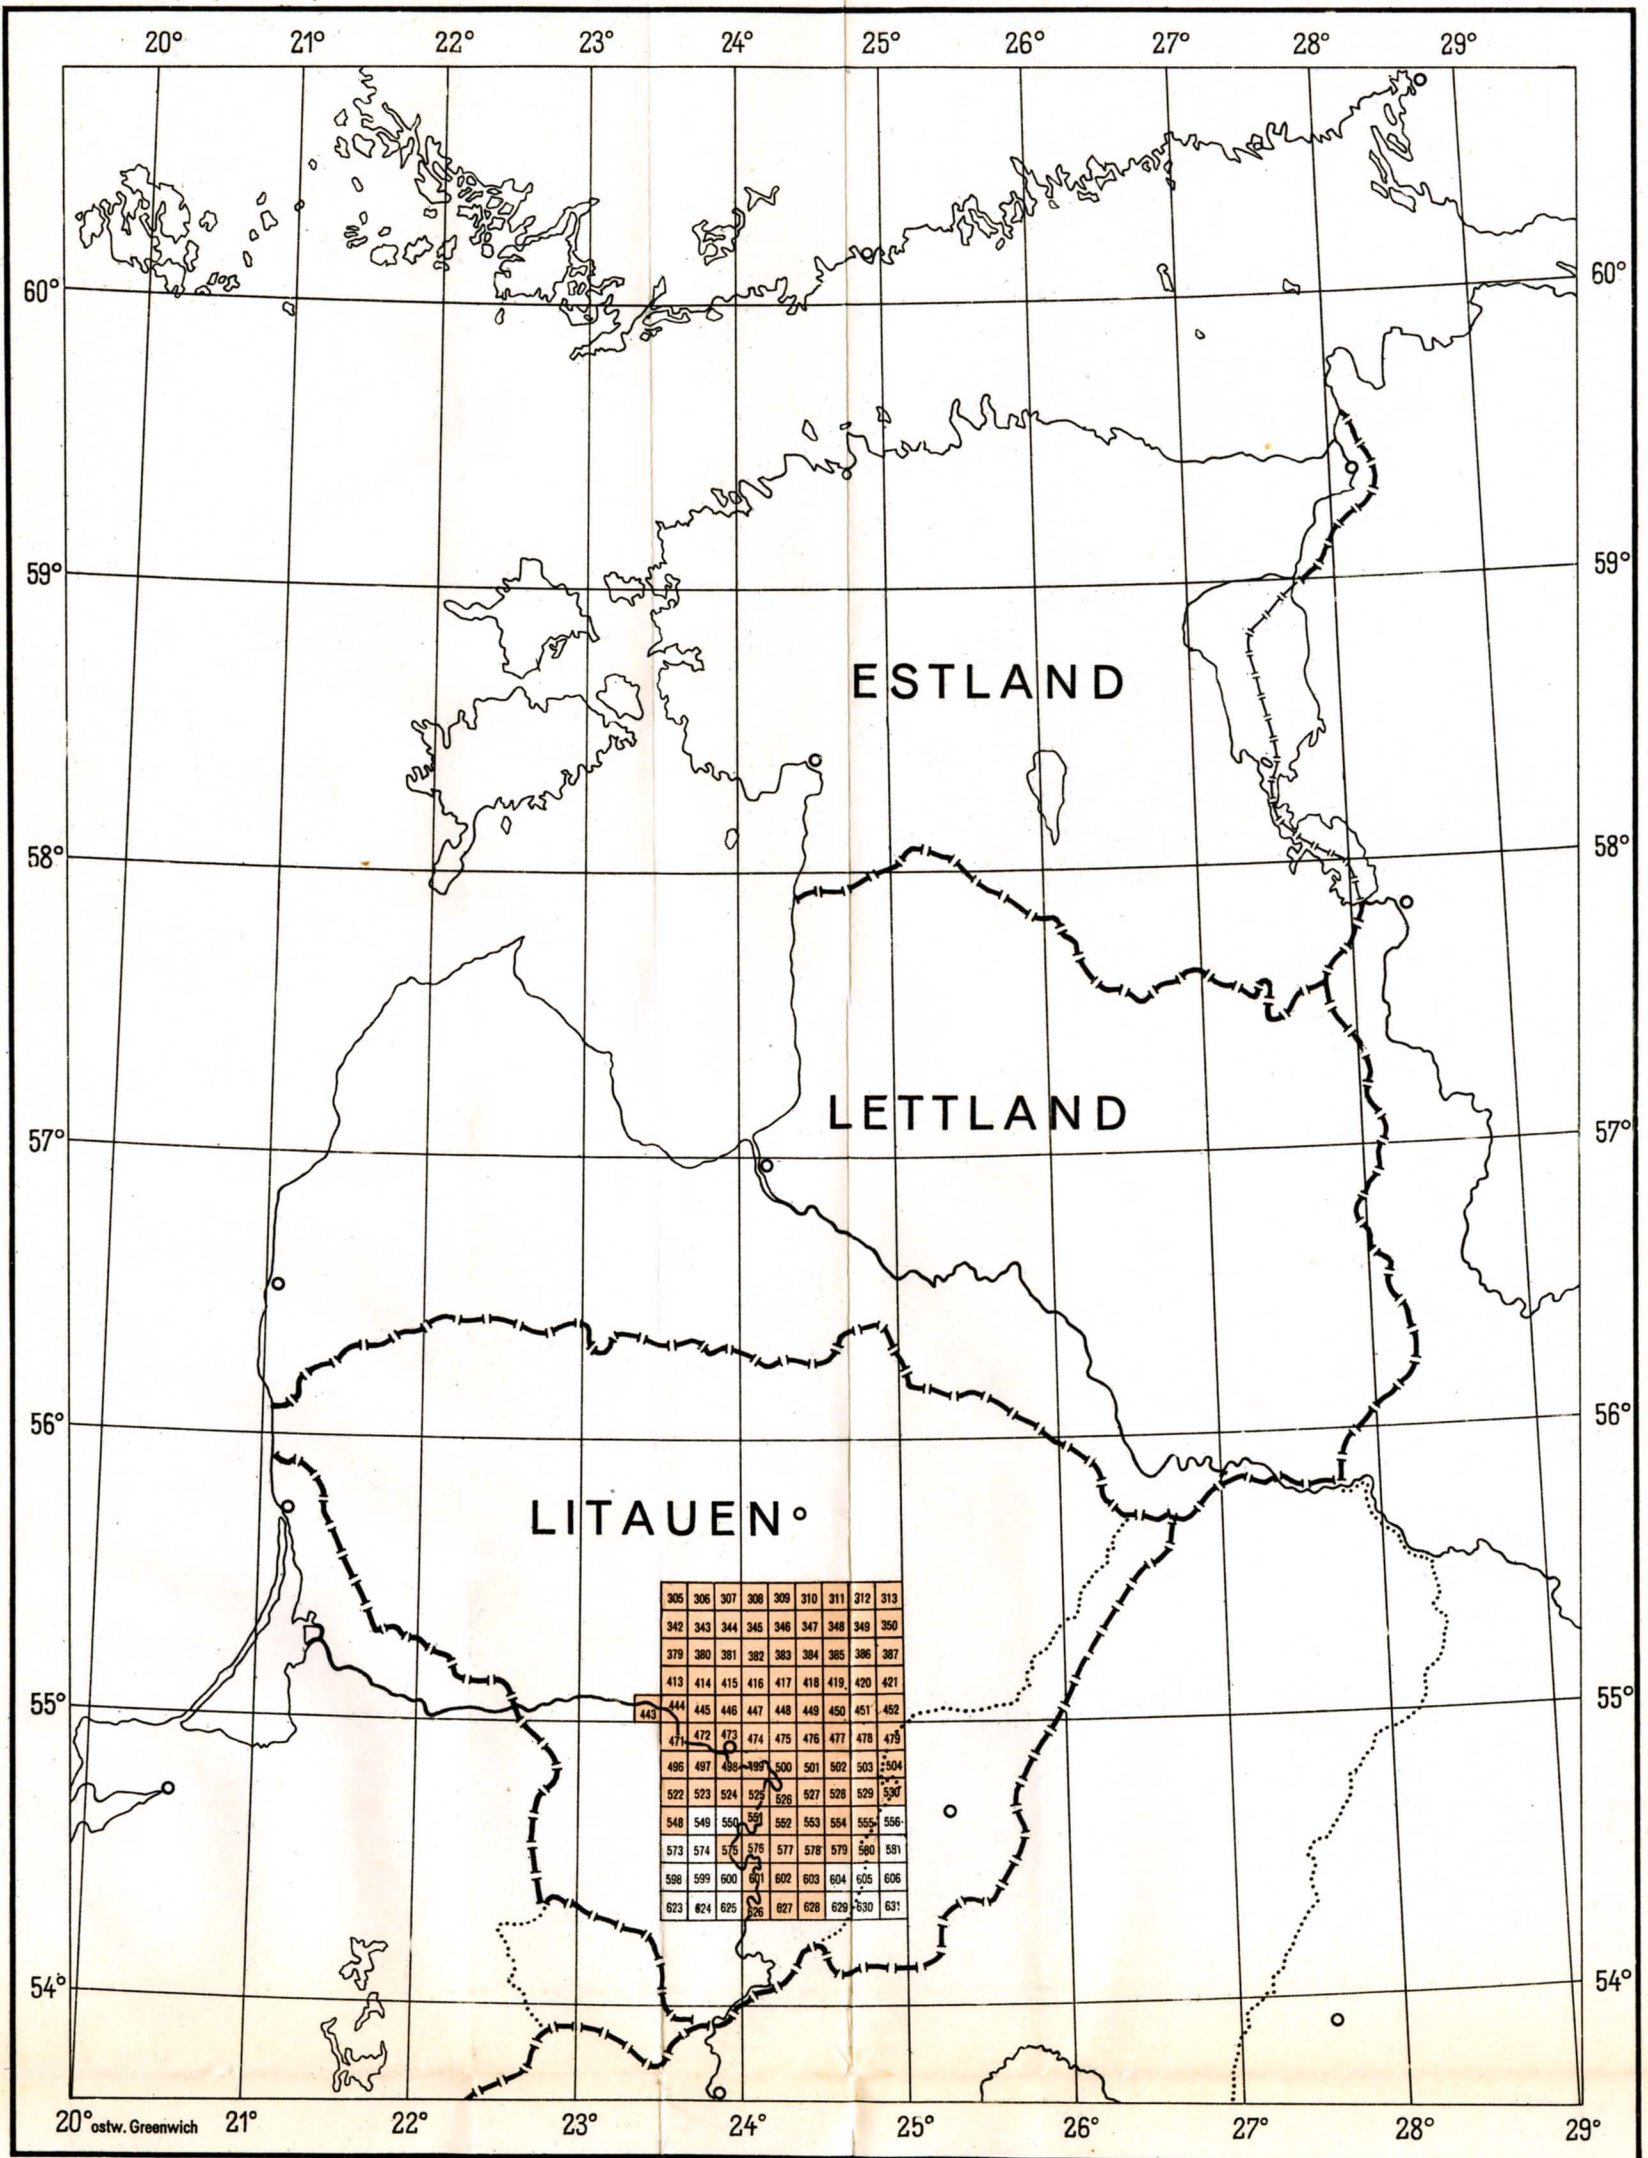 20° 21° 22° 23° 24° 25° 26° 27° 28° 29°
60° 60°
59° 59°
ESTLAND
58° 58°
LETTLAND
57° 57°
56° 56°
LITAUEN
305 306 307 308 309 310 311 312 313
342 343 344 345 346 347 348 349 350
379 380 381 382 383 384 385 386 387
413 414 415 416 417 418 419 420 421
55° 55°
443 444 445 446 447 448 449 450 451 452
471 472 473 474 475 476 477 478 479
496 497 498 499 500 501 502 503 504
522 523 524 525 526 527 528 529 530
548 549 550 551 552 553 554 555 556
573 574 575 576 577 578 579 580 581
598 599 600 601 602 603 604 605 606
623 624 625 626 627 628 629 630 631
54° 54°
20° ostw. Greenwich 21° 22° 23° 24° 25° 26° 27° 28° 29°